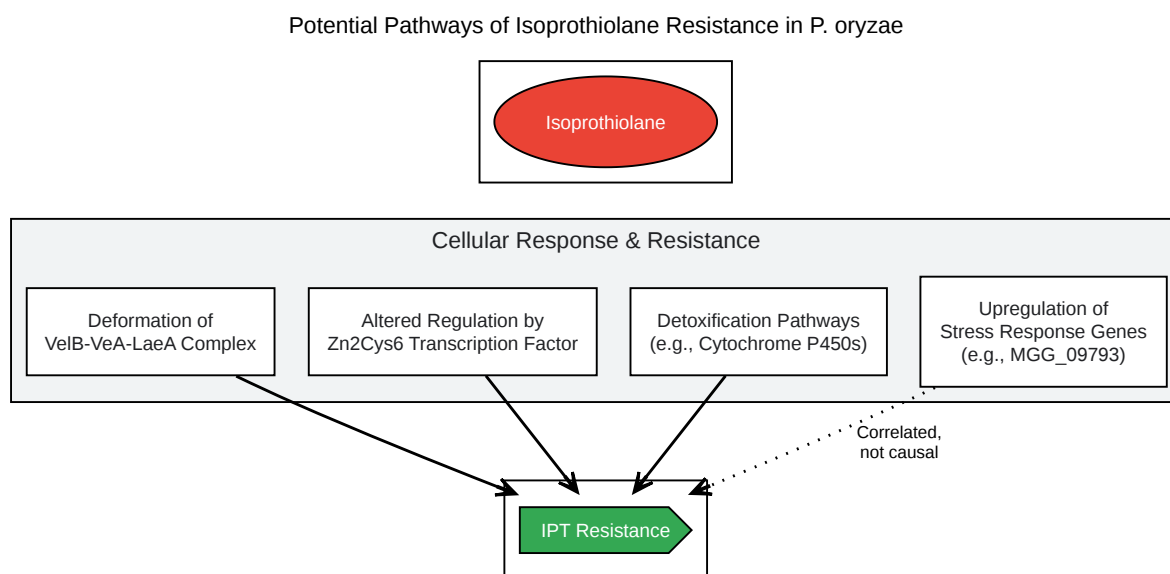 Potential Pathways of Isoprothiolane Resistance in P. oryzae
Isoprothiolane
Cellular Response & Resistance
Deformation of
VelB-VeA-LaeA Complex
Altered Regulation by
Zn2Cys6 Transcription Factor
Detoxification Pathways
(e.g., Cytochrome P450s)
Upregulation of
Stress Response Genes
(e.g., MGG_09793)
Correlated,
not causal
IPT Resistance